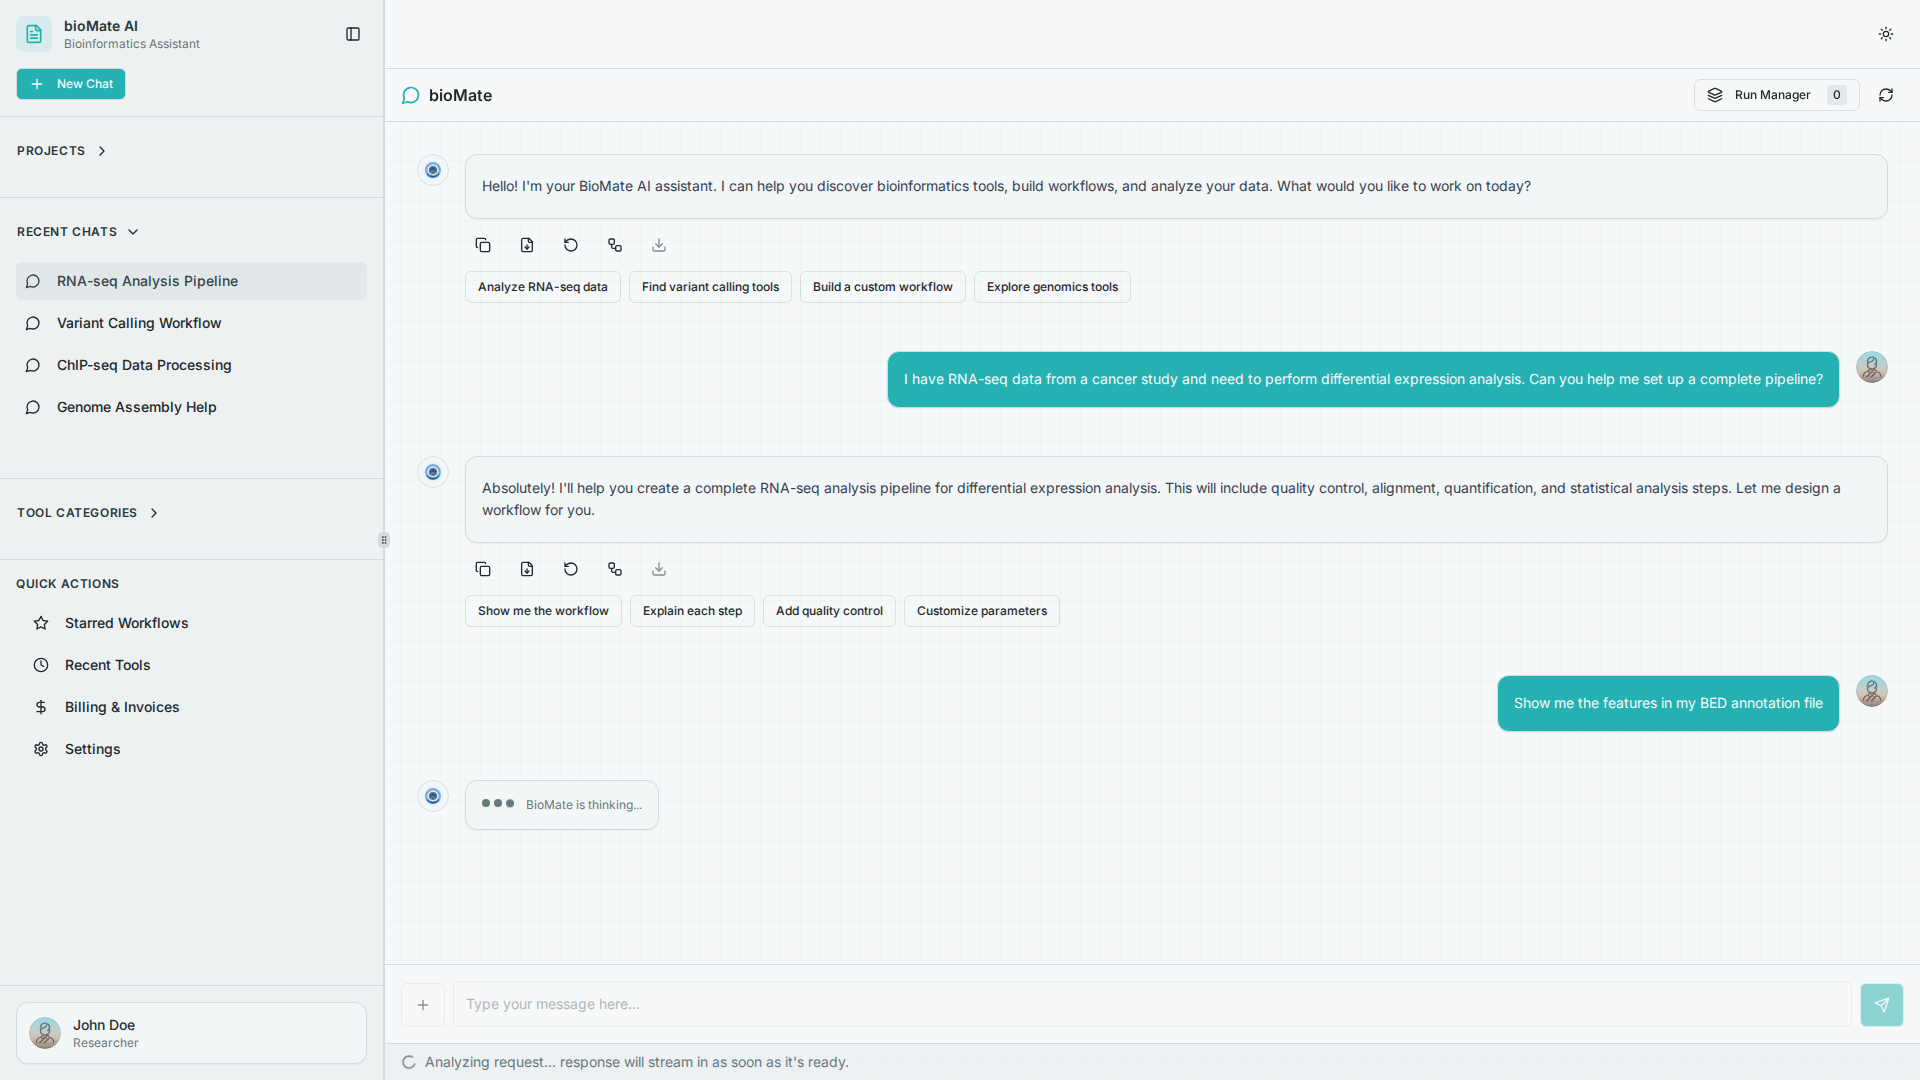 bioMate AI
Bioinformatics Assistant
New Chat
PROJECTS
RECENT CHATS
RNA-seq Analysis Pipeline
Variant Calling Workflow
ChIP-seq Data Processing
Genome Assembly Help
TOOL CATEGORIES
QUICK ACTIONS
Starred Workflows
Recent Tools
Billing & Invoices
Settings
John Doe
Researcher
bioMate
Run Manager 0
Hello! I'm your BioMate AI assistant. I can help you discover bioinformatics tools, build workflows, and analyze your data. What would you like to work on today?
Analyze RNA-seq data
Find variant calling tools
Build a custom workflow
Explore genomics tools
I have RNA-seq data from a cancer study and need to perform differential expression analysis. Can you help me set up a complete pipeline?
Absolutely! I'll help you create a complete RNA-seq analysis pipeline for differential expression analysis. This will include quality control, alignment, quantification, and statistical analysis steps. Let me design a
workflow for you.
Show me the workflow
Explain each step
Add quality control
Customize parameters
Show me the features in my BED annotation file
BioMate is thinking...
Type your message here...
Analyzing request... response will stream in as soon as it's ready.